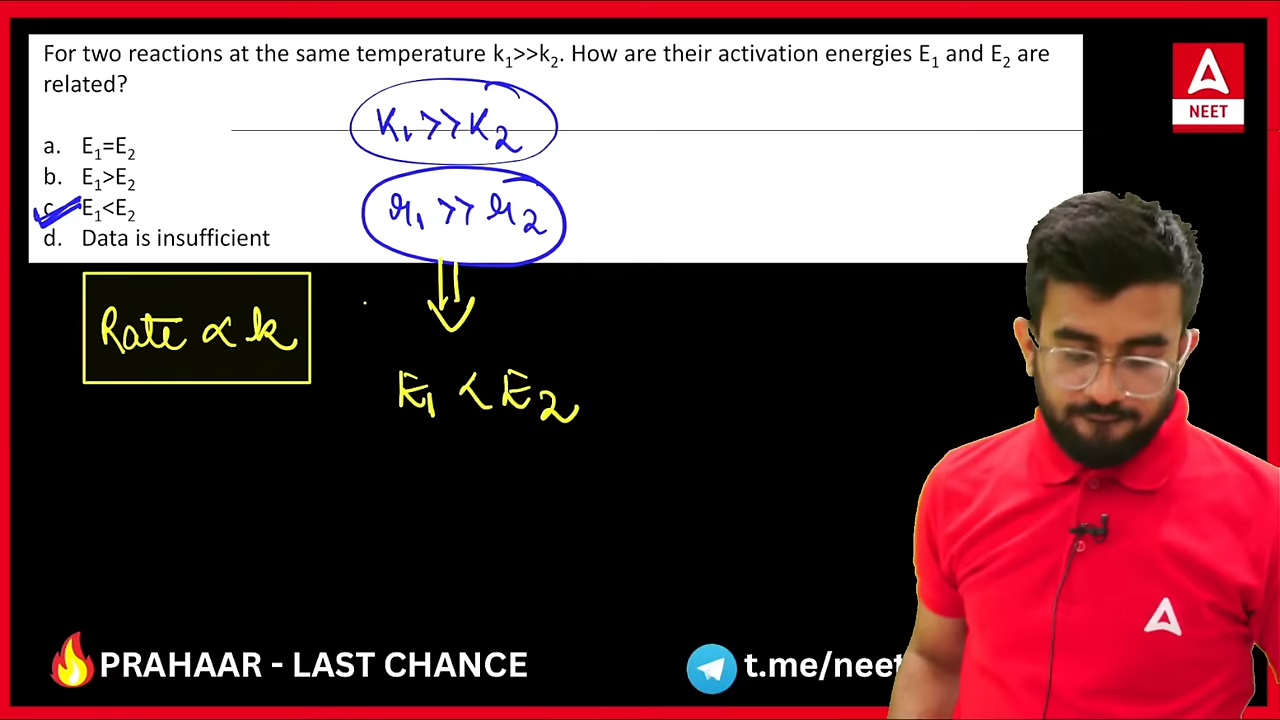 For two reactions at the same temperature k₁>>k₂. How are their activation energies E₁ and E₂ are
related?
NEET
K₁ >> K₂
a. E₁=E₂
b. E₁>E₂
c. E₁<E₂
r₁ >> r₂
d. Data is insufficient
Rate ∝ k
E₁ < E₂
PRAHAAR - LAST CHANCE
t.me/neet